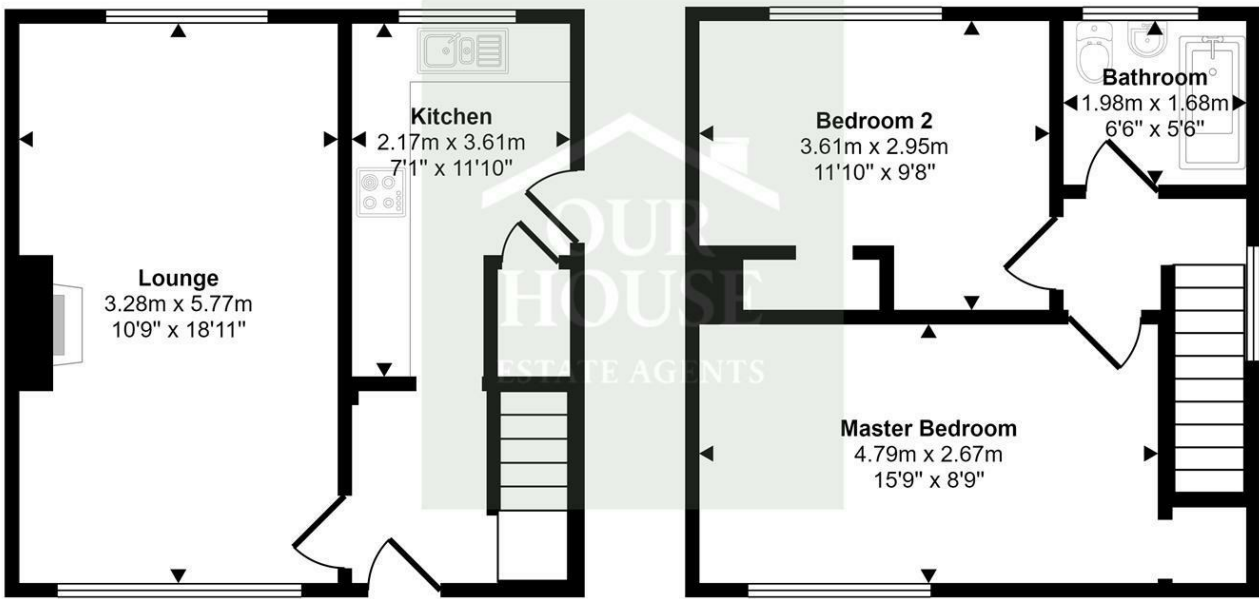 Lounge
3.28m x 5.77m
10'9" x 18'11"
Kitchen
2.17m x 3.61m
7'1" x 11'10"
Bedroom 2
3.61m x 2.95m
11'10" x 9'8"
Bathroom
1.98m x 1.68m
6'6" x 5'6"
Master Bedroom
4.79m x 2.67m
15'9" x 8'9"
OUR
HOUSE
ESTATE AGENTS